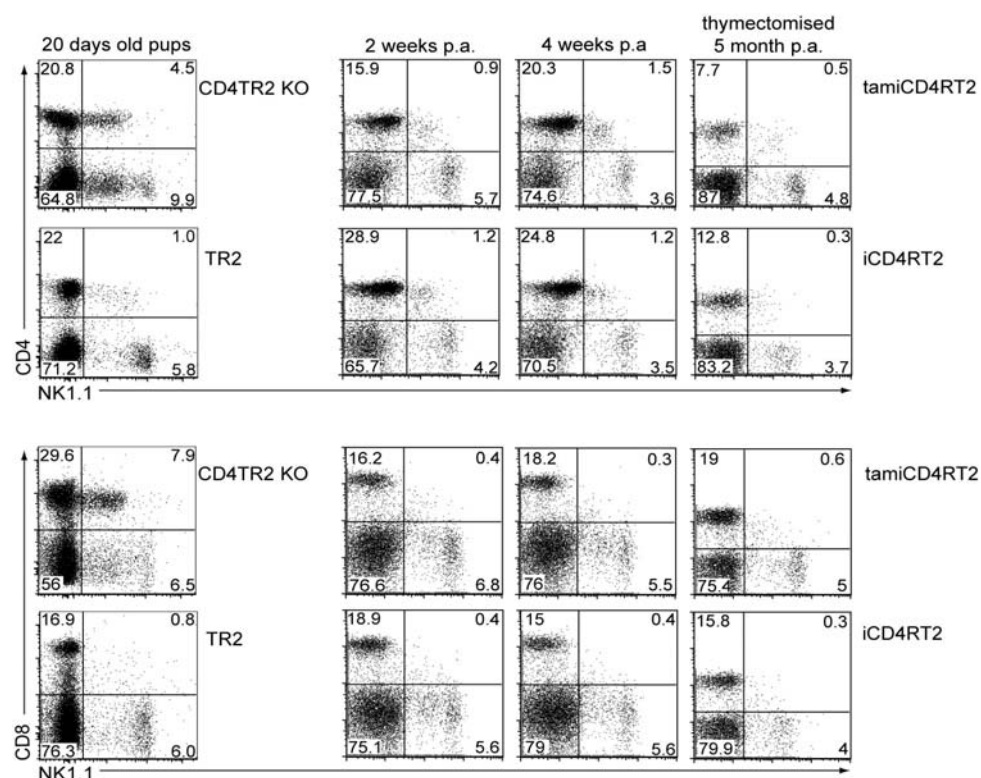 thymectomised
20 days old pups 2 weeks p.a. 4 weeks p.a 5 month p.a.
20.8 4.5 CD4TR2 KO 15.9 0.9 20.3 1.5 7.7 0.5 tamiCD4RT2
64.8 9.9 77.5 5.7 74.6 3.6 87 4.8
22 1.0 TR2 28.9 1.2 24.8 1.2 12.8 0.3 iCD4RT2
CD4
71.2 5.8 65.7 4.2 70.5 3.5 83.2 3.7
NK1.1
29.6 7.9 CD4TR2 KO 16.2 0.4 18.2 0.3 19 0.6 tamiCD4RT2
56 6.5 76.6 6.8 76 5.5 75.4 5
16.9 0.8 TR2 18.9 0.4 15 0.4 15.8 0.3 iCD4RT2
CD8
76.3 6.0 75.1 5.6 79 5.6 79.9 4
NK1.1